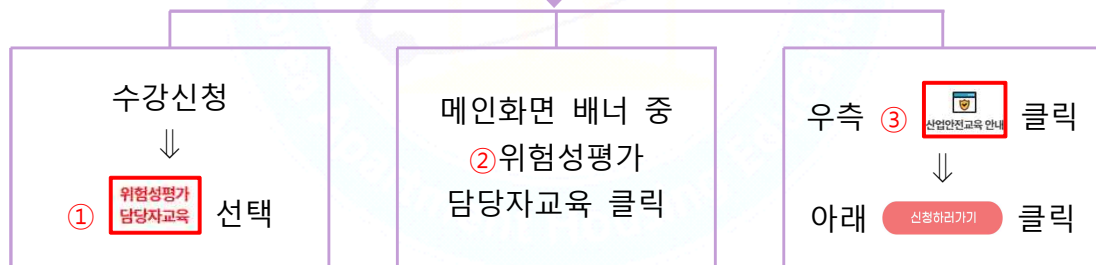 수강신청
⇓
① 위험성평가
담당자교육 선택
메인화면 배너 중
②위험성평가
담당자교육 클릭
우측 ③ 산업안전교육 안내 클릭
⇓
아래 신청하러가기 클릭